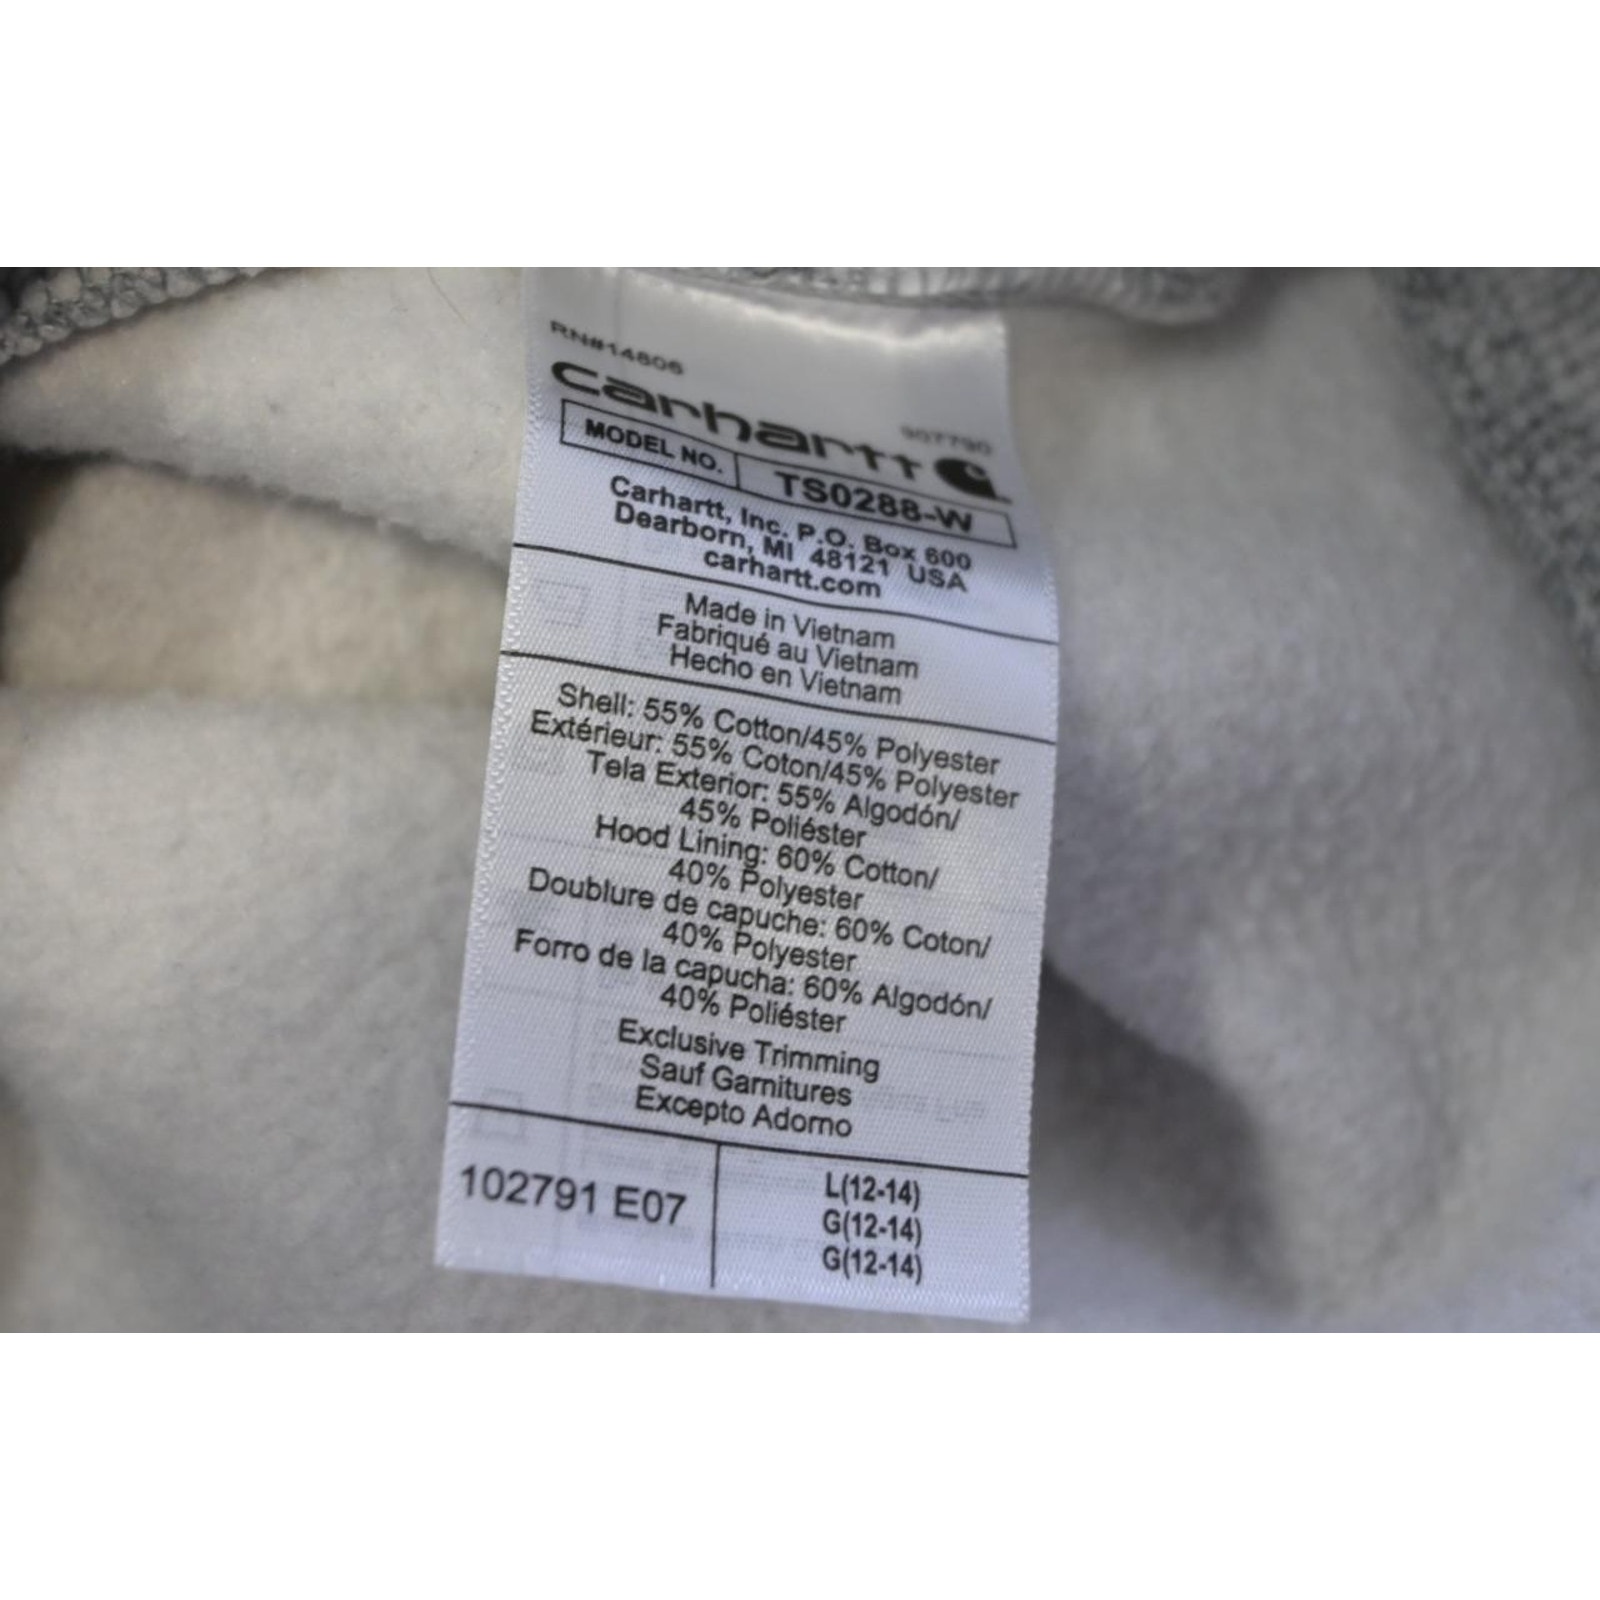 RN#14806
carhartt
907790
MODEL NO. TS0288-W
Carhartt, Inc. P.O. Box 600
Dearborn, MI 48121 USA
carhartt.com
Made in Vietnam
Fabriqué au Vietnam
Hecho en Vietnam
Shell: 55% Cotton/45% Polyester
Extérieur: 55% Coton/45% Polyester
Tela Exterior: 55% Algodón/
45% Poliéster
Hood Lining: 60% Cotton/
40% Polyester
Doublure de capuche: 60% Coton/
40% Polyester
Forro de la capucha: 60% Algodón/
40% Poliéster
Exclusive Trimming
Sauf Garnitures
Excepto Adorno
102791 E07
L(12-14)
G(12-14)
G(12-14)